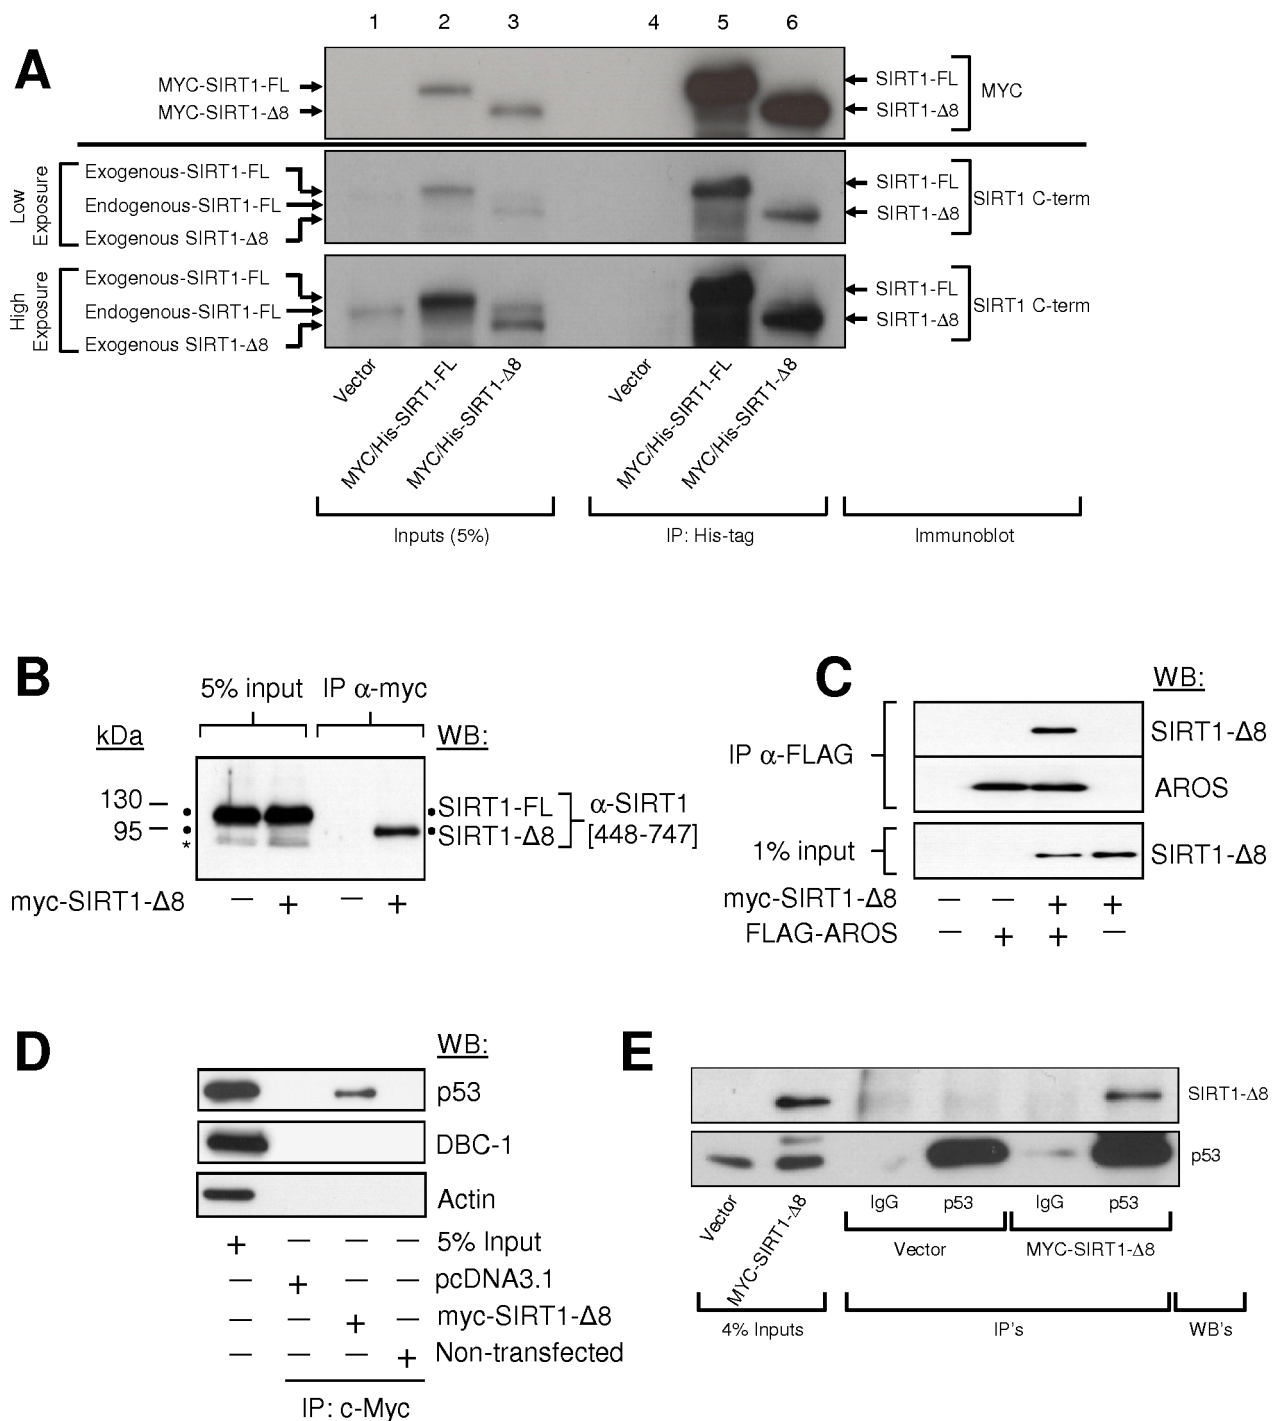 1 2 3 4 5 6
A
MYC-SIRT1-FL
MYC-SIRT1-Δ8
SIRT1-FL
SIRT1-Δ8
MYC
Low Exposure
Exogenous-SIRT1-FL
Endogenous-SIRT1-FL
Exogenous SIRT1-Δ8
SIRT1-FL
SIRT1-Δ8
SIRT1 C-term
High Exposure
Exogenous-SIRT1-FL
Endogenous-SIRT1-FL
Exogenous SIRT1-Δ8
SIRT1-FL
SIRT1-Δ8
SIRT1 C-term
Vector
MYC/His-SIRT1-FL
MYC/His-SIRT1-Δ8
Vector
MYC/His-SIRT1-FL
MYC/His-SIRT1-Δ8
Inputs (5%)
IP: His-tag
Immunoblot
B
5% input
IP α-myc
kDa
WB:
130
95
*
SIRT1-FL
SIRT1-Δ8
α-SIRT1
[448-747]
myc-SIRT1-Δ8 — + — +
C
WB:
IP α-FLAG
SIRT1-Δ8
AROS
1% input
SIRT1-Δ8
myc-SIRT1-Δ8 — — + +
FLAG-AROS — + + —
D
WB:
p53
DBC-1
Actin
+ — — — 5% Input
— + — — pcDNA3.1
— — + — myc-SIRT1-Δ8
— — — + Non-transfected
IP: c-Myc
E
SIRT1-Δ8
p53
Vector
MYC-SIRT1-Δ8
IgG p53 IgG p53
Vector
MYC-SIRT1-Δ8
4% Inputs
IP's
WB's